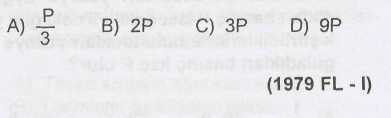 A) P/3 B) 2P C) 3P D) 9P
(1979 FL - I)